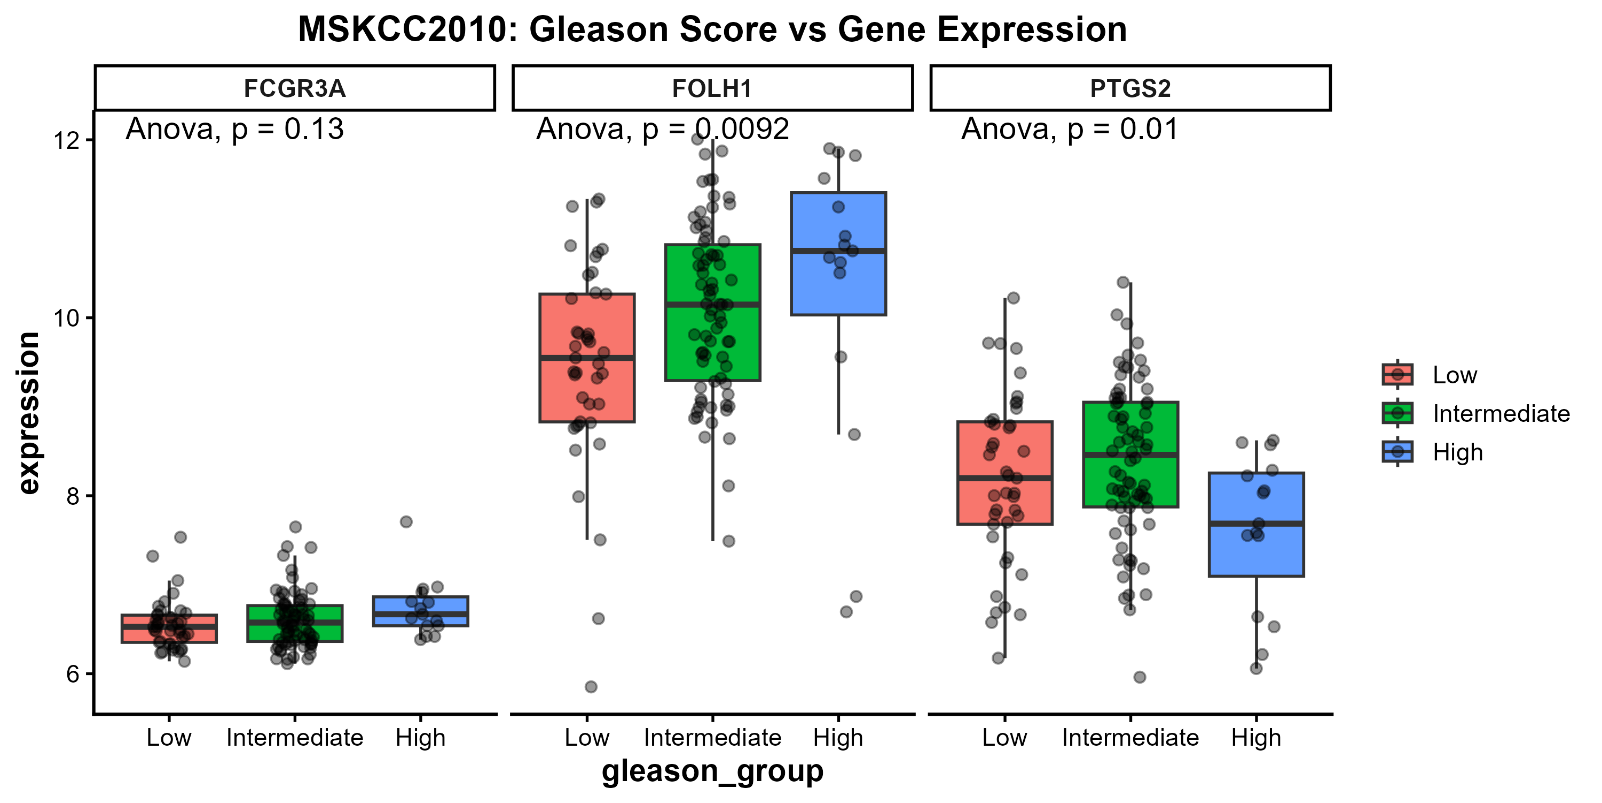 MSKCC2010: Gleason Score vs Gene Expression
FCGR3A
FOLH1
PTGS2
Anova, p = 0.13
Anova, p = 0.0092
Anova, p = 0.01
12
10
8
6
expression
Low
Intermediate
High
Low
Intermediate
High
Low
Intermediate
High
gleason_group
Low
Intermediate
High